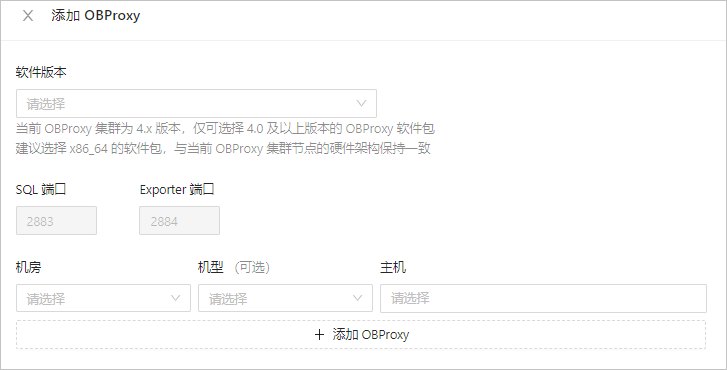 添加 OBProxy
软件版本
请选择
当前 OBProxy 集群为 4.x 版本，仅可选择 4.0 及以上版本的 OBProxy 软件包
建议选择 x86_64 的软件包，与当前 OBProxy 集群节点的硬件架构保持一致
SQL 端口 Exporter 端口
2883 2884
机房 机型 （可选） 主机
请选择 请选择 请选择
+ 添加 OBProxy